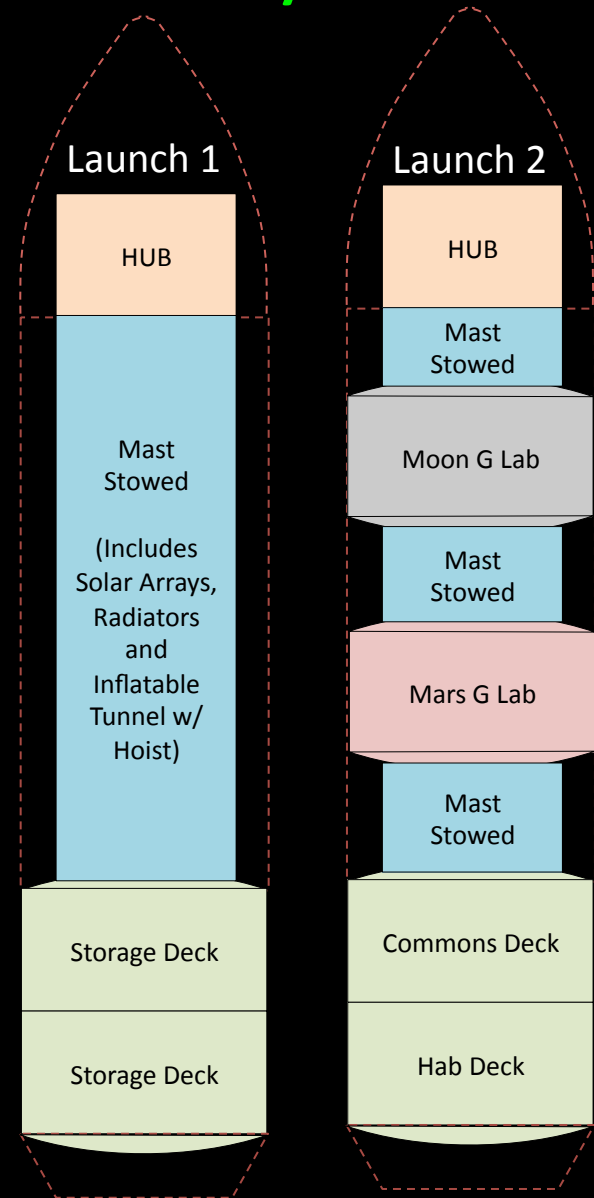 Launch 1
HUB
Mast
Stowed
(Includes
Solar Arrays,
Radiators
and
Inflatable
Tunnel w/
Hoist)
Storage Deck
Storage Deck
Launch 2
HUB
Mast
Stowed
Moon G Lab
Mast
Stowed
Mars G Lab
Mast
Stowed
Commons Deck
Hab Deck